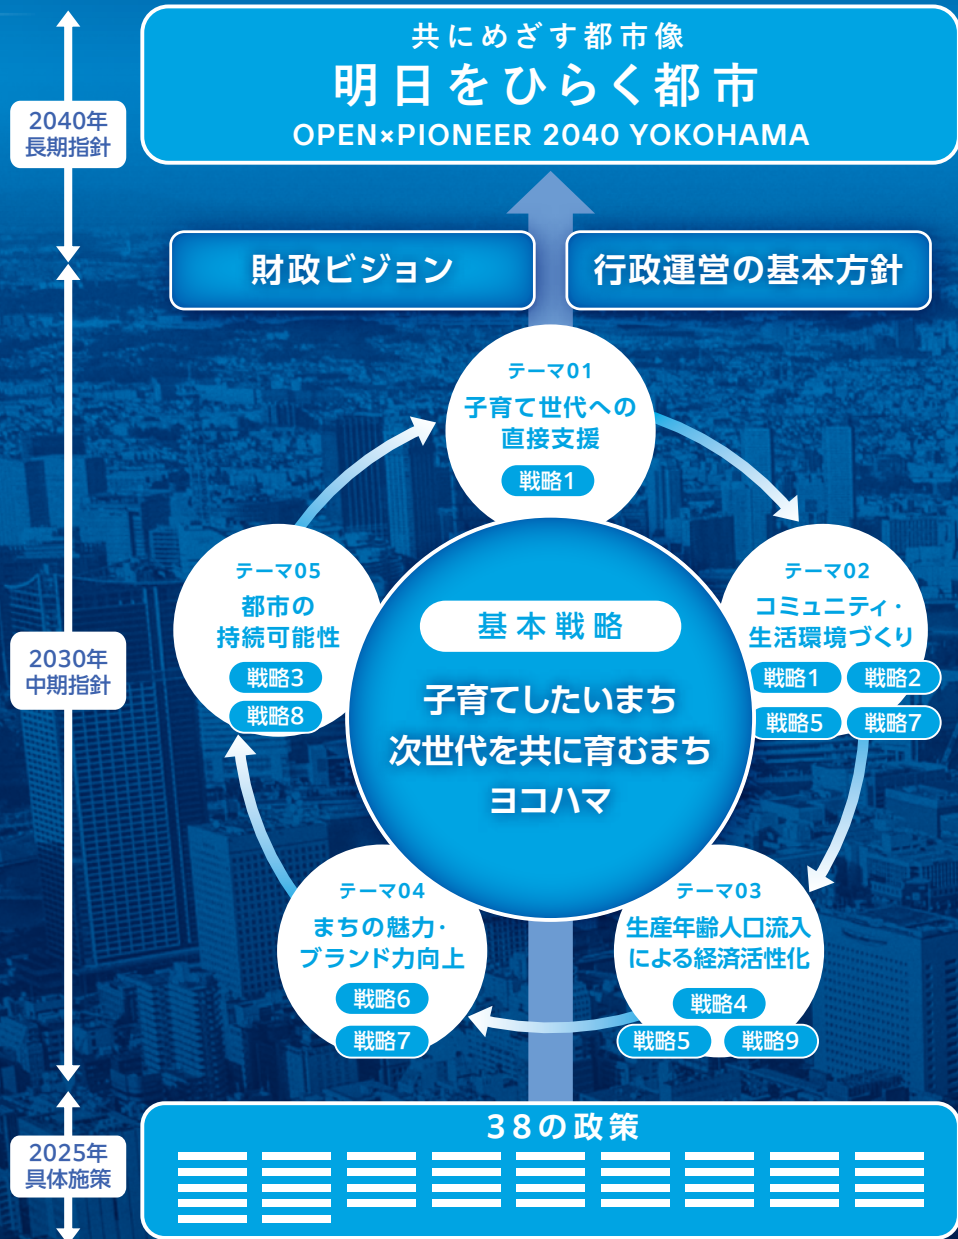 共にめざす都市像
明日をひらく都市
OPEN×PIONEER 2040 YOKOHAMA
2040年
長期指針
財政ビジョン
行政運営の基本方針
テーマ01
子育て世代への
直接支援
戦略1
テーマ02
コミュニティ・
生活環境づくり
戦略1 戦略2
戦略5 戦略7
テーマ05
都市の
持続可能性
戦略3
戦略8
基本戦略
子育てしたいまち
次世代を共に育むまち
ヨコハマ
2030年
中期指針
テーマ04
まちの魅力・
ブランド力向上
戦略6
戦略7
テーマ03
生産年齢人口流入
による経済活性化
戦略4
戦略5 戦略9
38の政策
2025年
具体施策